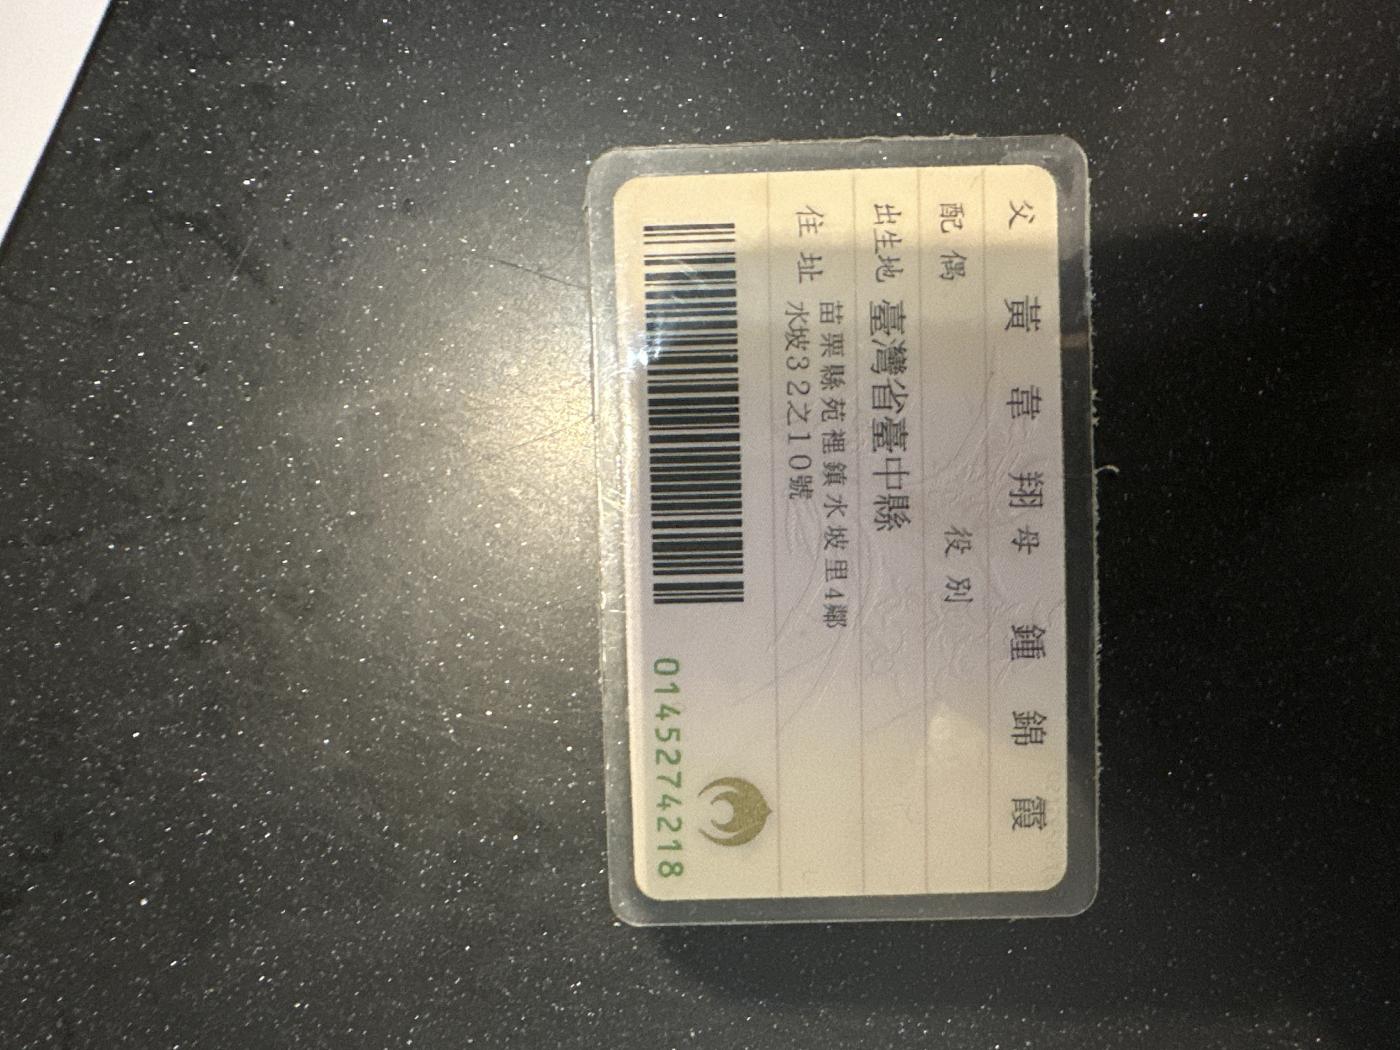 父 黃韋翔 母 鍾錦霞
配偶 役別
出生地 臺灣省臺中縣
住址 苗栗縣苑裡鎮水坡里4鄰
水坡32之10號
0145274218